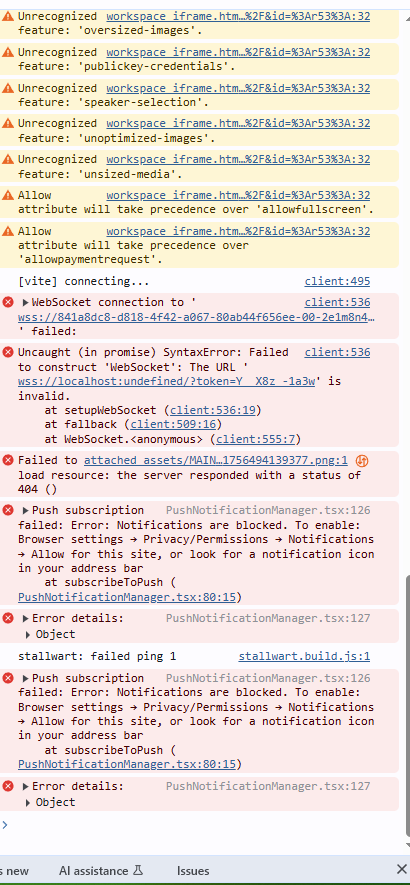 Unrecognized workspace_iframe.htm…%2F&id=%3Ar53%3A:32
feature: 'oversized-images'.
Unrecognized workspace_iframe.htm…%2F&id=%3Ar53%3A:32
feature: 'publickey-credentials'.
Unrecognized workspace_iframe.htm…%2F&id=%3Ar53%3A:32
feature: 'speaker-selection'.
Unrecognized workspace_iframe.htm…%2F&id=%3Ar53%3A:32
feature: 'unoptimized-images'.
Unrecognized workspace_iframe.htm…%2F&id=%3Ar53%3A:32
feature: 'unsized-media'.
Allow workspace_iframe.htm…%2F&id=%3Ar53%3A:32
attribute will take precedence over 'allowfullscreen'.
Allow workspace_iframe.htm…%2F&id=%3Ar53%3A:32
attribute will take precedence over
'allowpaymentrequest'.
[vite] connecting... client:495
WebSocket connection to ' client:536
wss://841a8dc8-d818-4f42-a067-80ab44f656ee-00-2e1m8n4…
' failed:
Uncaught (in promise) SyntaxError: Failed client:536
to construct 'WebSocket': The URL '
wss://localhost:undefined/?token=Y__X8z_-1a3w' is
invalid.
at setupWebSocket (client:536:19)
at fallback (client:509:16)
at WebSocket.<anonymous> (client:555:7)
Failed to attached_assets/MAIN…1756494139377.png:1
load resource: the server responded with a status of
404 ()
Push subscription PushNotificationManager.tsx:126
failed: Error: Notifications are blocked. To enable:
Browser settings → Privacy/Permissions → Notifications
→ Allow for this site, or look for a notification icon
in your address bar
at subscribeToPush (
PushNotificationManager.tsx:80:15)
Error details: PushNotificationManager.tsx:127
Object
stallwart: failed ping 1 stallwart.build.js:1
Push subscription PushNotificationManager.tsx:126
failed: Error: Notifications are blocked. To enable:
Browser settings → Privacy/Permissions → Notifications
→ Allow for this site, or look for a notification icon
in your address bar
at subscribeToPush (
PushNotificationManager.tsx:80:15)
Error details: PushNotificationManager.tsx:127
Object
s new AI assistance Issues